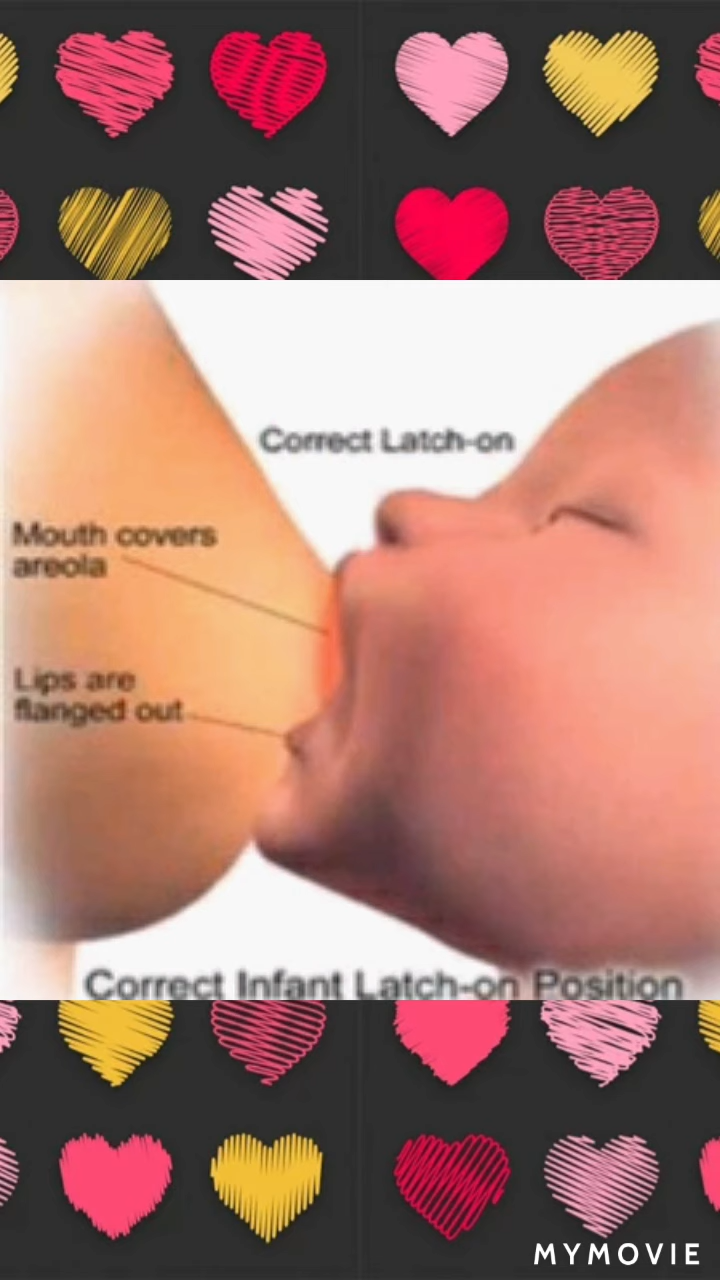 Correct Latch-on
Mouth covers
areola
Lips are
flanged out
Correct Infant Latch-on Position
MYMOVIE